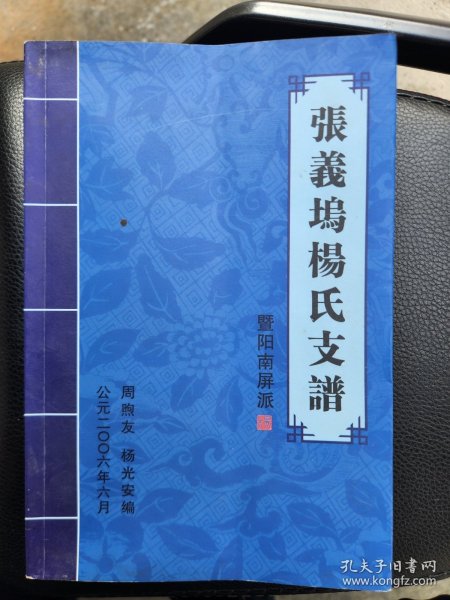 張義塢楊氏支譜
暨阳南屏派
周煦友 杨光安编
公元二〇〇六年六月
孔夫子旧书网
www.kongfz.com